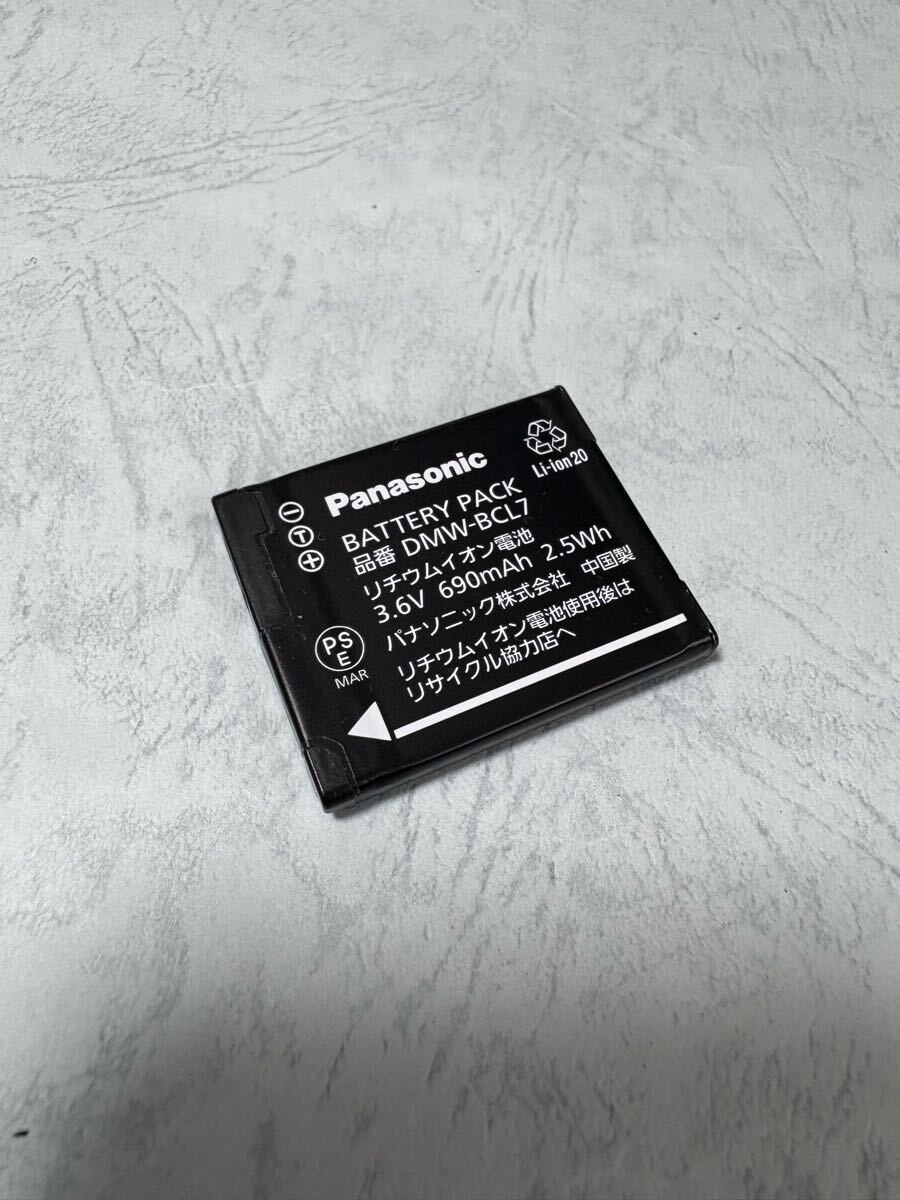 Panasonic
BATTERY PACK
品番 DMW-BCL7
リチウムイオン電池
3.6V 690mAh 2.5Wh
パナソニック株式会社 中国製
リチウムイオン電池使用後は
リサイクル協力店へ
Li-ion20
T
PS
E
MAR